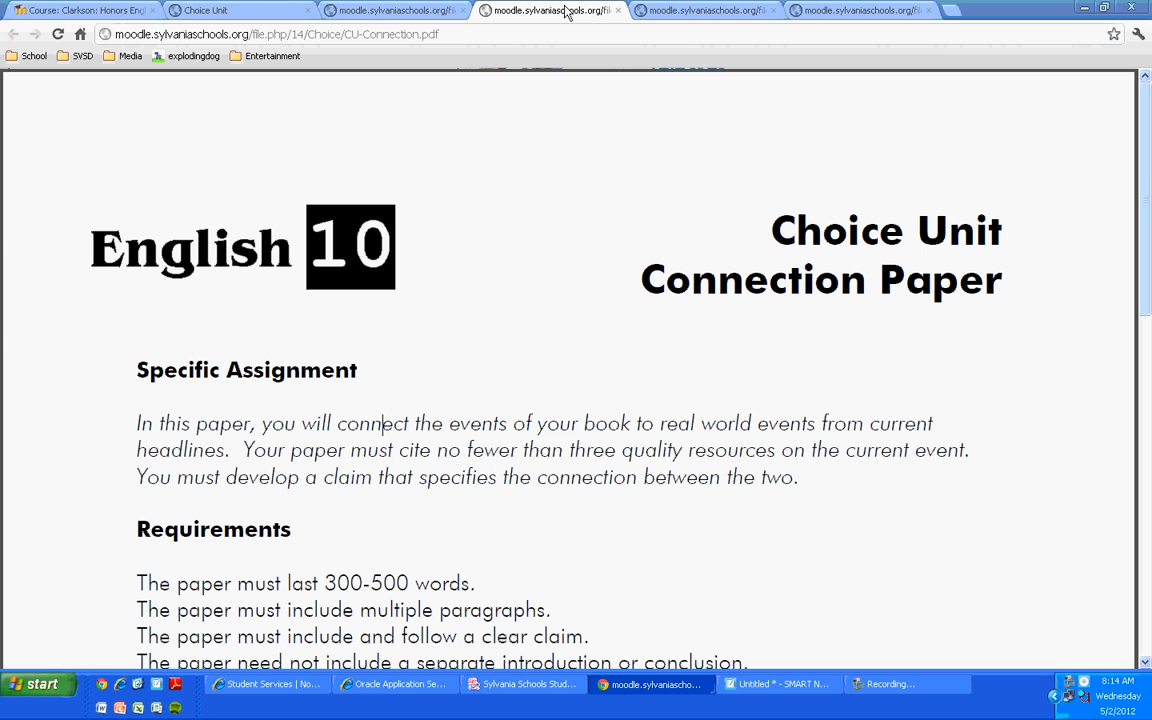 Course: Clarkson: Honors Engl
Choice Unit
moodle.sylvaniaschools.org/fi
moodle.sylvaniaschools.org/fil
moodle.sylvaniaschools.org/fi
moodle.sylvaniaschools.org/fi
moodle.sylvaniaschools.org/file.php/14/Choice/CU-Connection.pdf
School SVSD Media explodingdog Entertainment
English 10
Choice Unit
Connection Paper
Specific Assignment
In this paper, you will connect the events of your book to real world events from current
headlines. Your paper must cite no fewer than three quality resources on the current event.
You must develop a claim that specifies the connection between the two.
Requirements
The paper must last 300-500 words.
The paper must include multiple paragraphs.
The paper must include and follow a clear claim.
The paper need not include a separate introduction or conclusion.
start
Student Services | No...
Oracle Application Se...
Sylvania Schools Stud...
moodle.sylvaniascho...
Untitled * - SMART N...
Recording...
8:14 AM
Wednesday
5/2/2012